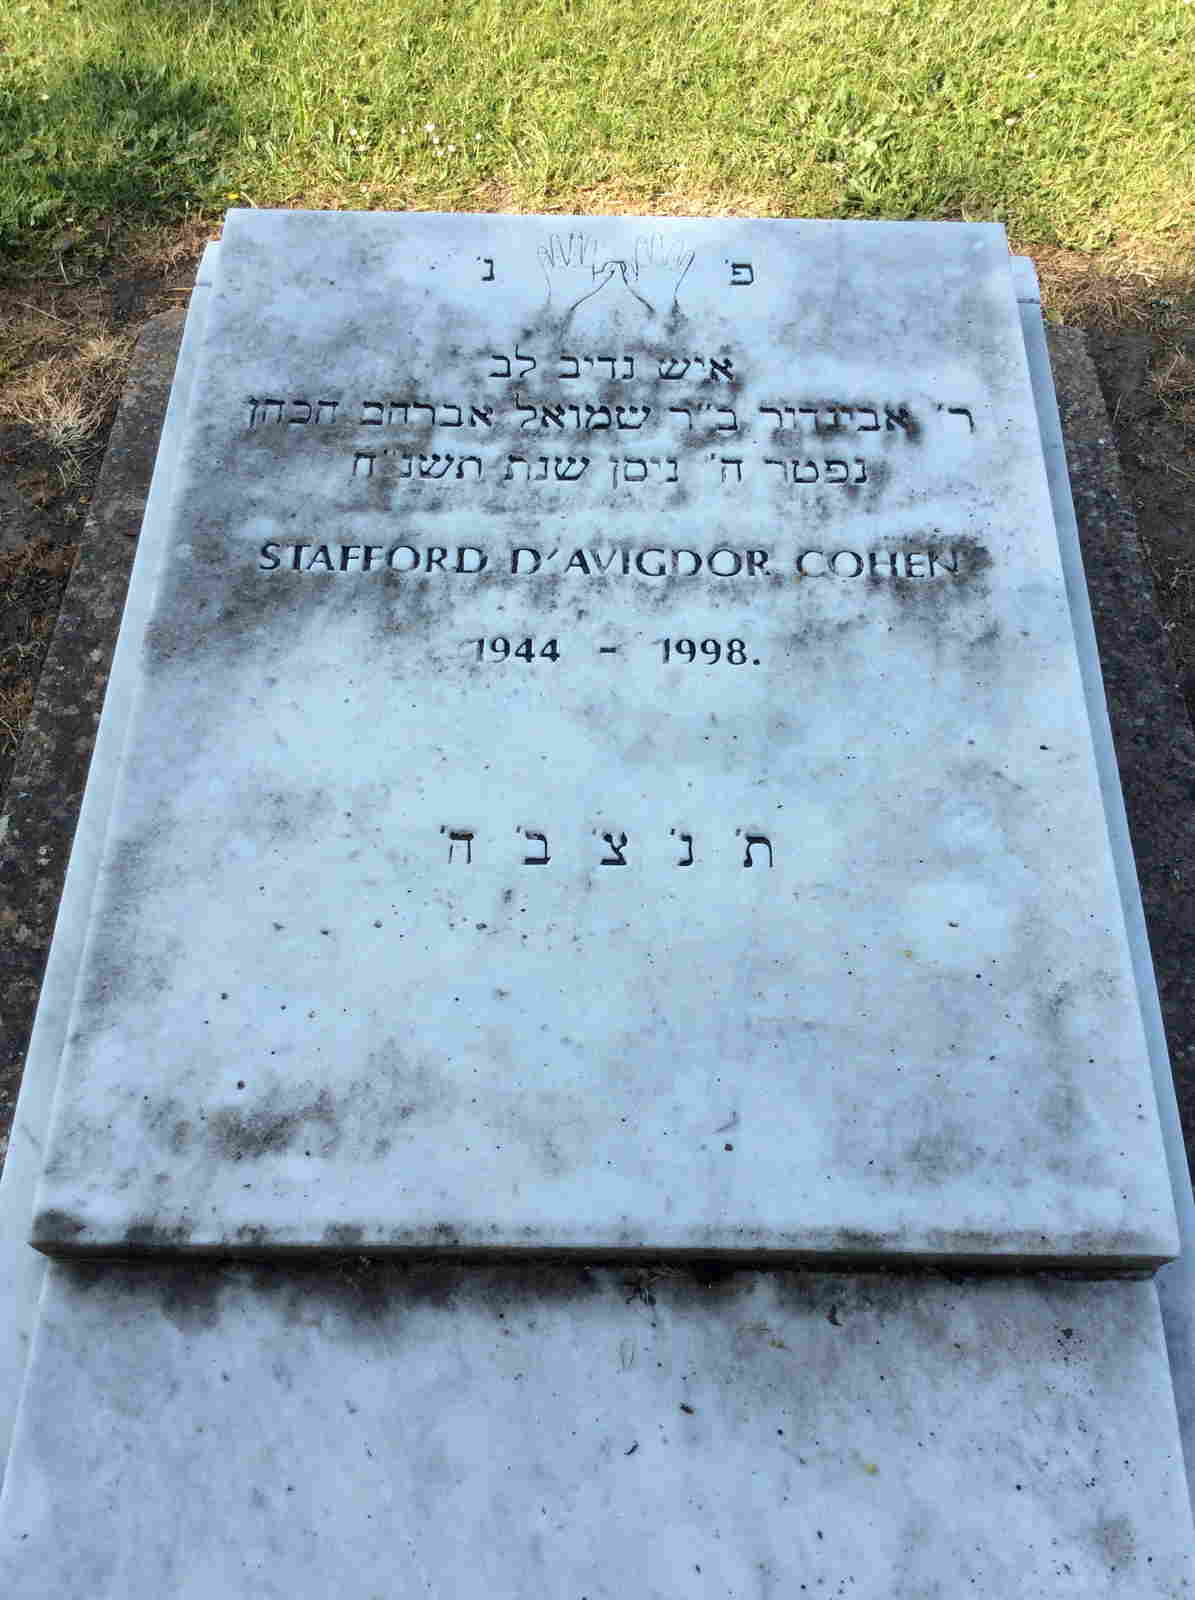 פ׳ נ׳
איש נדיב לב
ר׳ אביגדור ב״ר שמואל אברהם הכהן
נפטר ה׳ ניסן שנת תשנ״ח
STAFFORD D'AVIGDOR COHEN
1944 - 1998.
ת׳ נ׳ צ׳ ב׳ ה׳